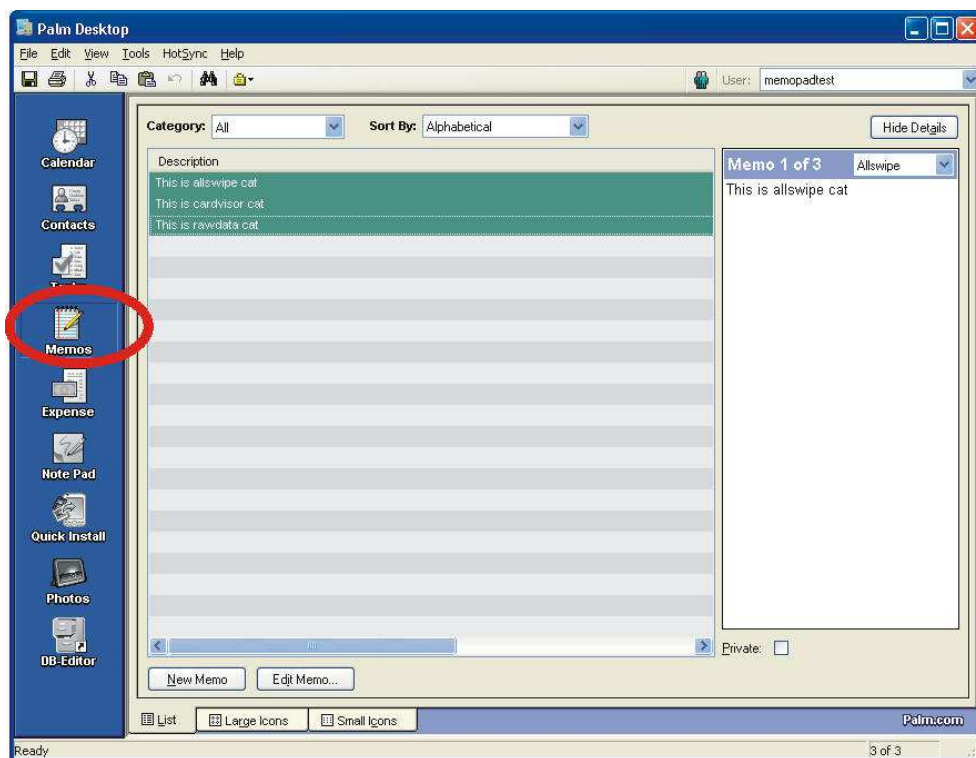 Palm Desktop
File Edit View Tools HotSync Help
User: memopadtest
Calendar
Contacts
Memos
Expense
Note Pad
Quick Install
Photos
DB-Editor
Category: All Sort By: Alphabetical Hide Details
Description
This is allswipe cat
This is cardvisor cat
This is rawdata cat
Memo 1 of 3 Allswipe
This is allswipe cat
Private:
New Memo Edit Memo...
List Large Icons Small Icons Palm.com
Ready 3 of 3